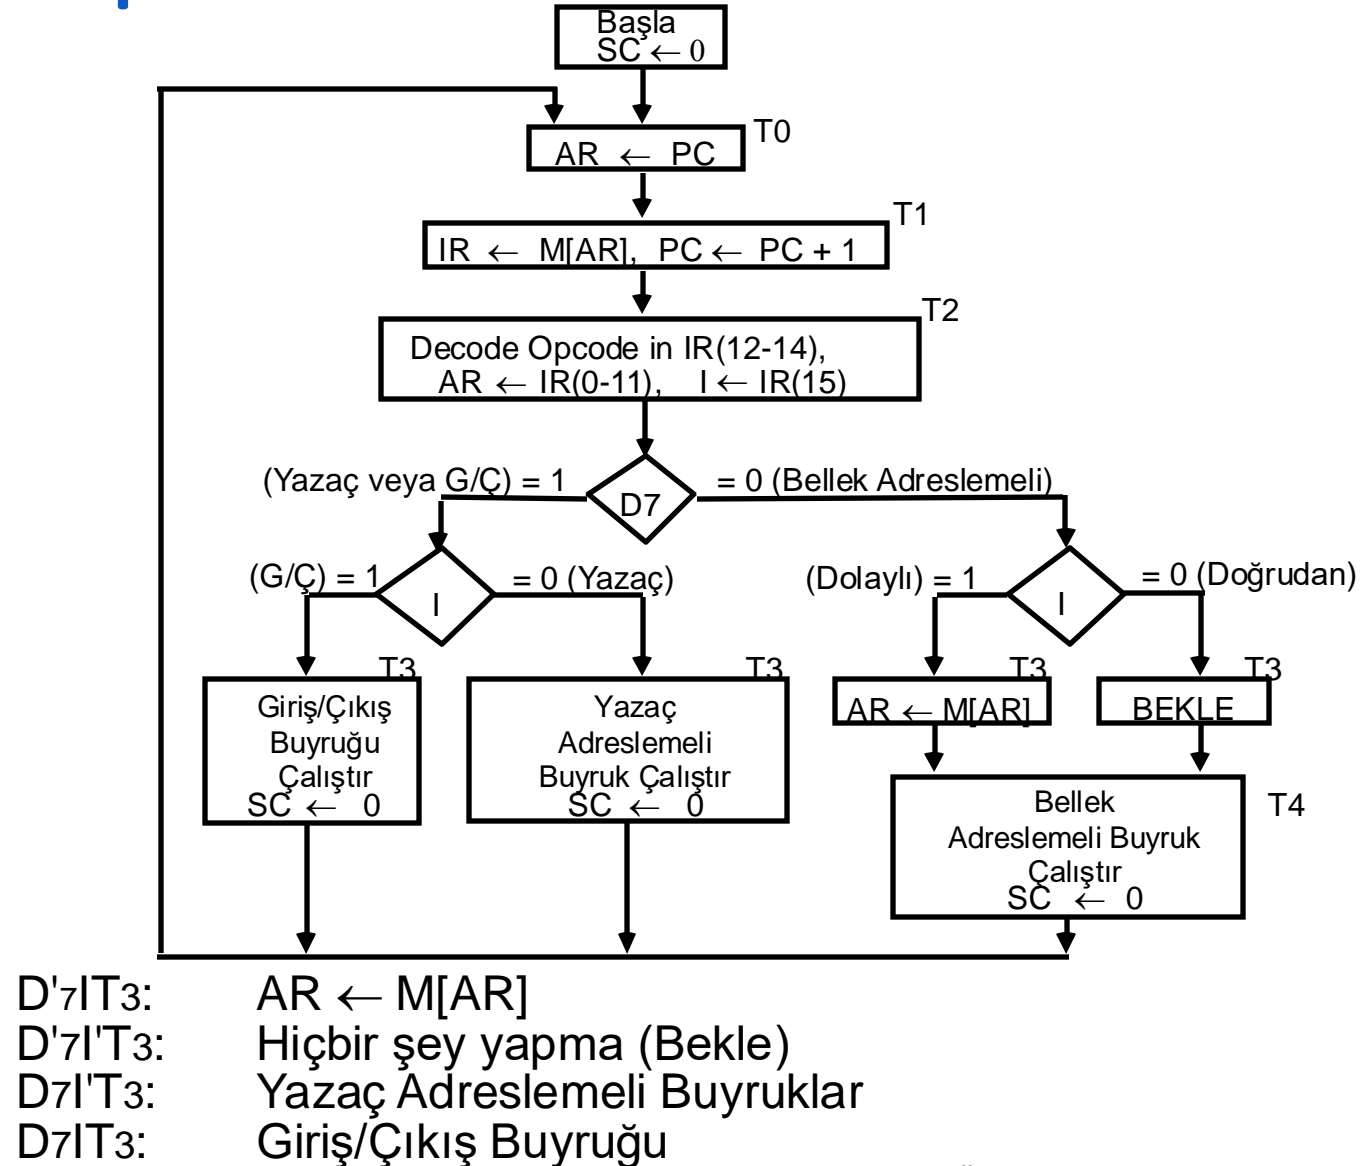 Başla
SC ← 0
T0
AR ← PC
T1
IR ← M[AR], PC ← PC + 1
T2
Decode Opcode in IR(12-14),
AR ← IR(0-11), I ← IR(15)
(Yazaç veya G/Ç) = 1
D7
= 0 (Bellek Adreslemeli)
(G/Ç) = 1
I
= 0 (Yazaç)
(Dolaylı) = 1
I
= 0 (Doğrudan)
T3
Giriş/Çıkış
Buyruğu
Çalıştır
SC ← 0
T3
Yazaç
Adreslemeli
Buyruk Çalıştır
SC ← 0
T3
AR ← M[AR]
T3
BEKLE
T4
Bellek
Adreslemeli Buyruk
Çalıştır
SC ← 0
D'7IT3: AR ← M[AR]
D'7I'T3: Hiçbir şey yapma (Bekle)
D7I'T3: Yazaç Adreslemeli Buyruklar
D7IT3: Giriş/Çıkış Buyruğu